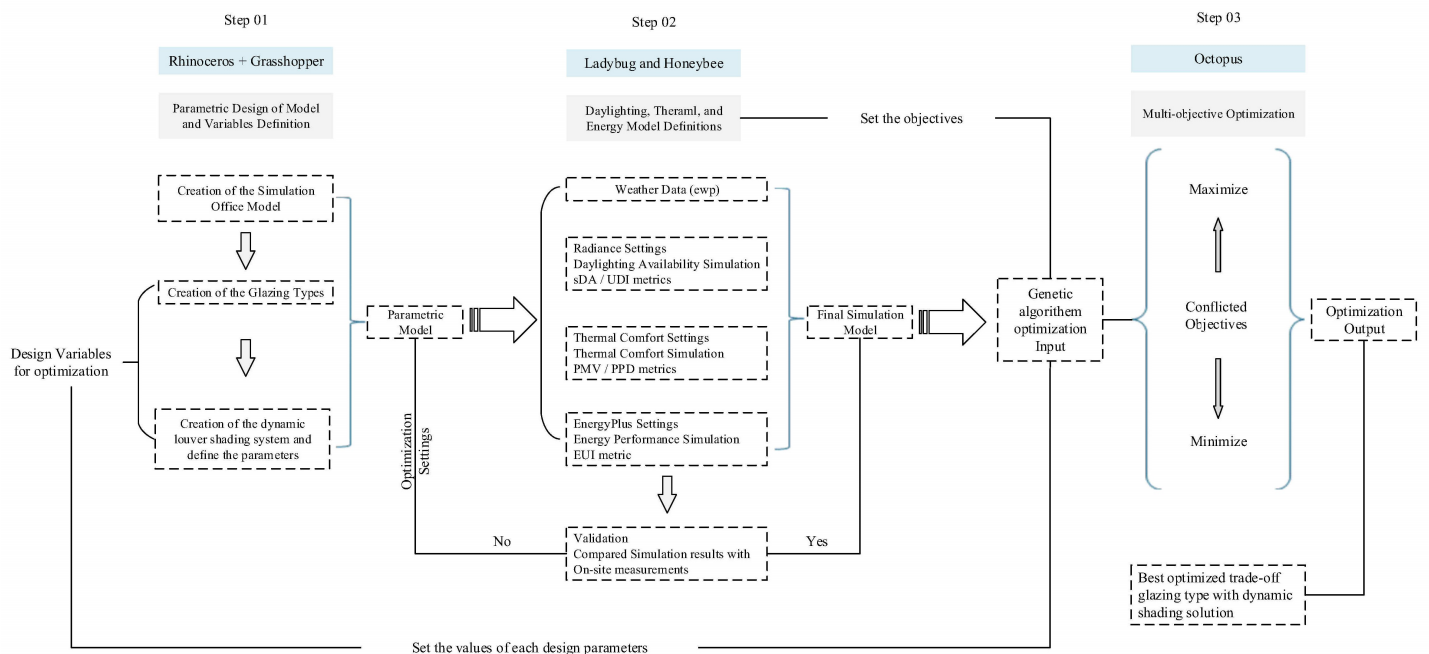 Step 01
Rhinoceros + Grasshopper
Parametric Design of Model
and Variables Definition
Creation of the Simulation
Office Model
Creation of the Glazing Types
Design Variables
for optimization
Creation of the dynamic
louver shading system and
define the parameters
Parametric
Model
Optimization
Settings
Step 02
Ladybug and Honeybee
Daylighting, Theraml, and
Energy Model Definitions
Set the objectives
Weather Data (ewp)
Radiance Settings
Daylighting Availability Simulation
sDA / UDI metrics
Thermal Comfort Settings
Thermal Comfort Simulation
PMV / PPD metrics
EnergyPlus Settings
Energy Performance Simulation
EUI metric
No
Validation
Compared Simulation results with
On-site measurements
Yes
Final Simulation
Model
Set the values of each design parameters
Genetic
algorithem
optimization
Input
Step 03
Octopus
Multi-objective Optimization
Maximize
Conflicted
Objectives
Minimize
Optimization
Output
Best optimized trade-off
glazing type with dynamic
shading solution